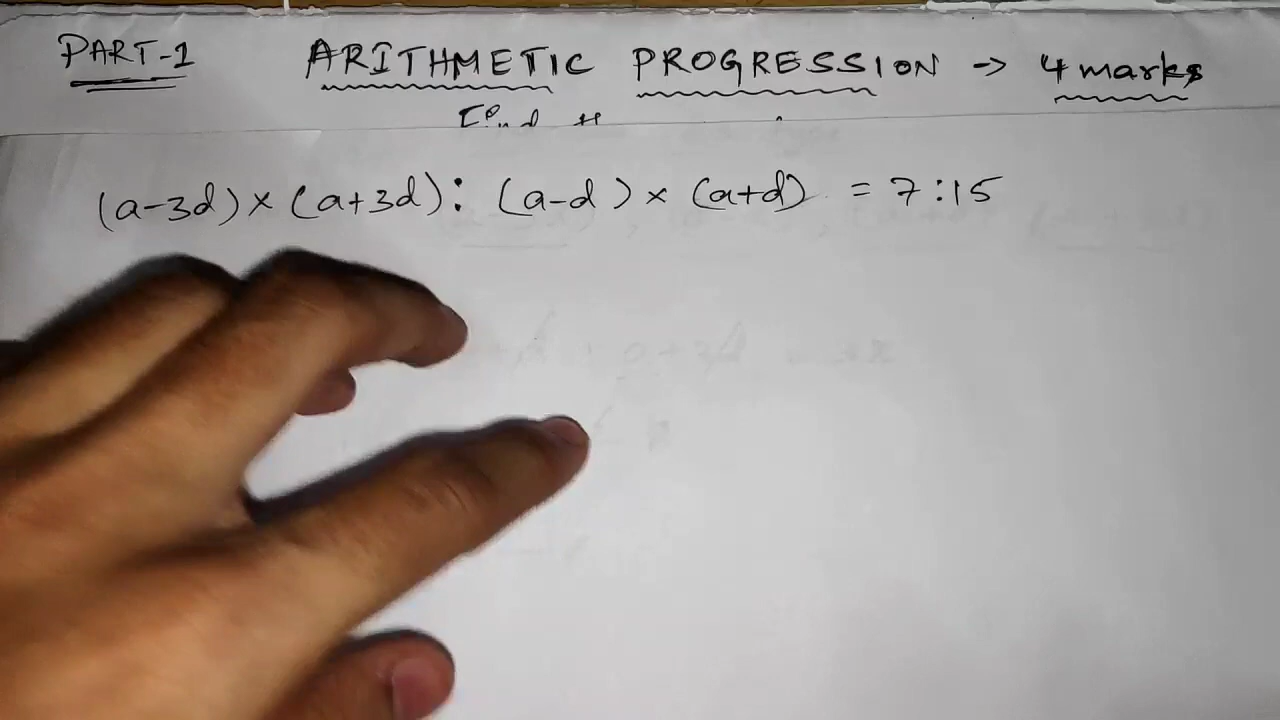 PART-1 ARITHMETIC PROGRESSION → 4 marks
(a-3d) × (a+3d) : (a-d) × (a+d) = 7:15